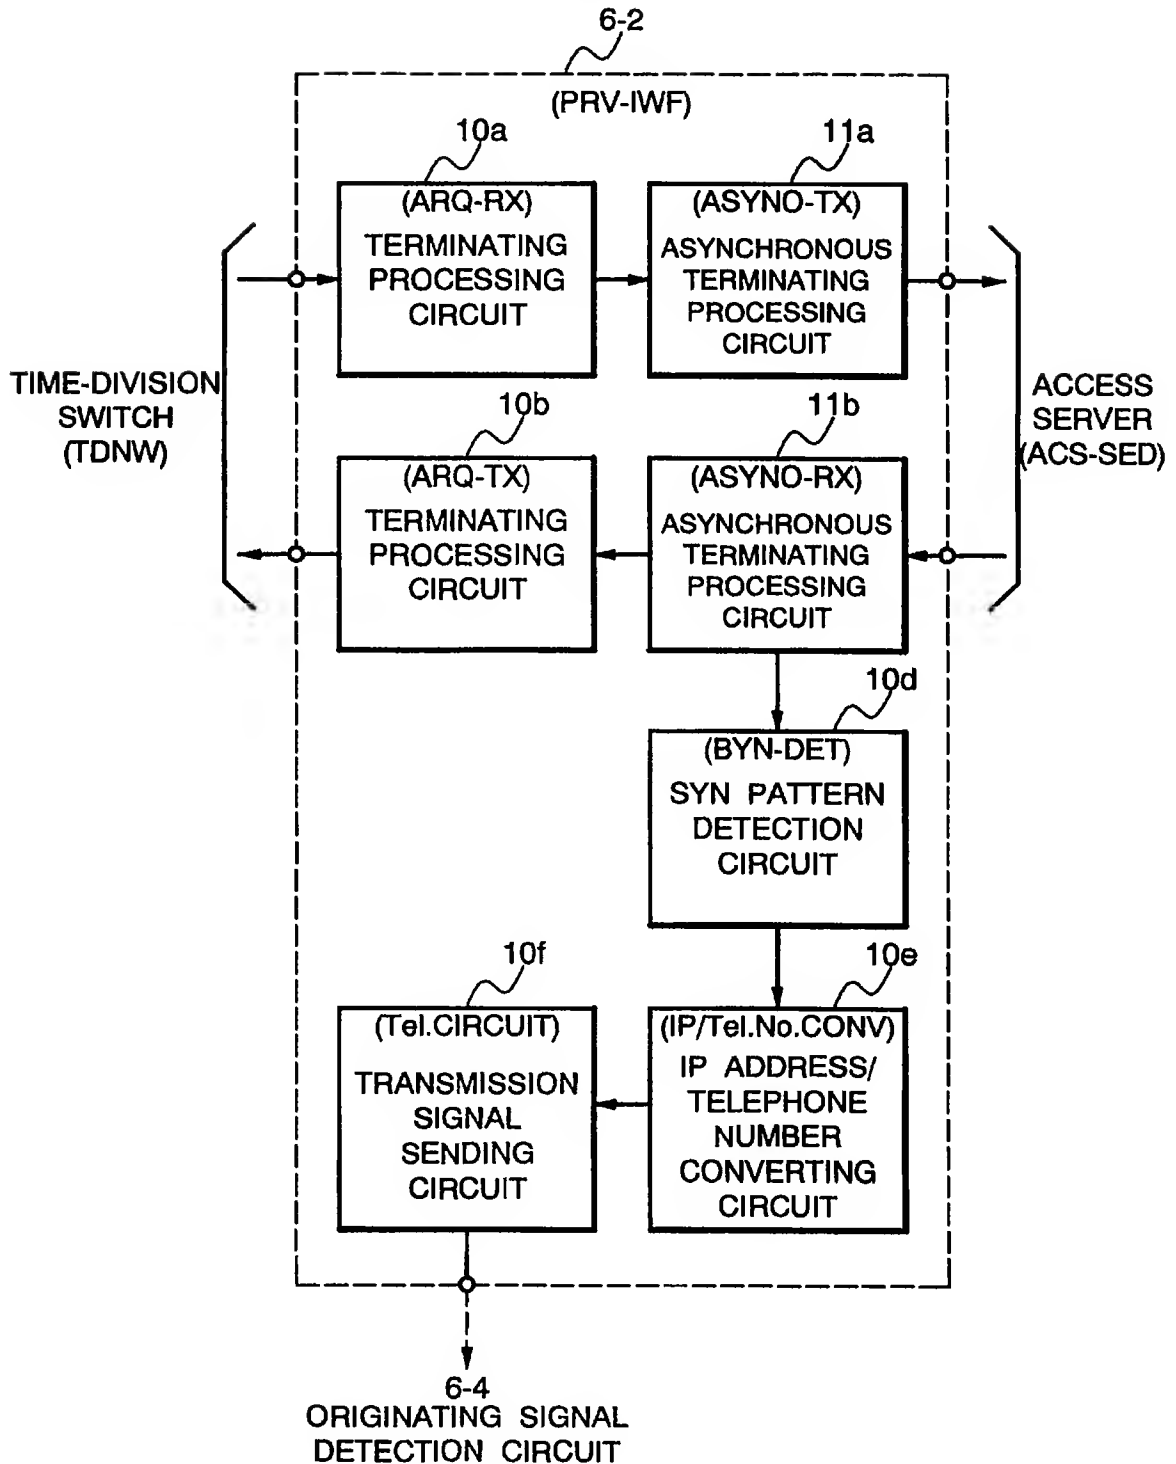 6-2
(PRV-IWF)
10a
11a
(ARQ-RX)
TERMINATING
PROCESSING
CIRCUIT
(ASYNO-TX)
ASYNCHRONOUS
TERMINATING
PROCESSING
CIRCUIT
TIME-DIVISION
SWITCH
(TDNW)
ACCESS
SERVER
(ACS-SED)
10b
11b
(ARQ-TX)
TERMINATING
PROCESSING
CIRCUIT
(ASYNO-RX)
ASYNCHRONOUS
TERMINATING
PROCESSING
CIRCUIT
10d
(BYN-DET)
SYN PATTERN
DETECTION
CIRCUIT
10f
10e
(Tel.CIRCUIT)
TRANSMISSION
SIGNAL
SENDING
CIRCUIT
(IP/Tel.No.CONV)
IP ADDRESS/
TELEPHONE
NUMBER
CONVERTING
CIRCUIT
6-4
ORIGINATING SIGNAL
DETECTION CIRCUIT